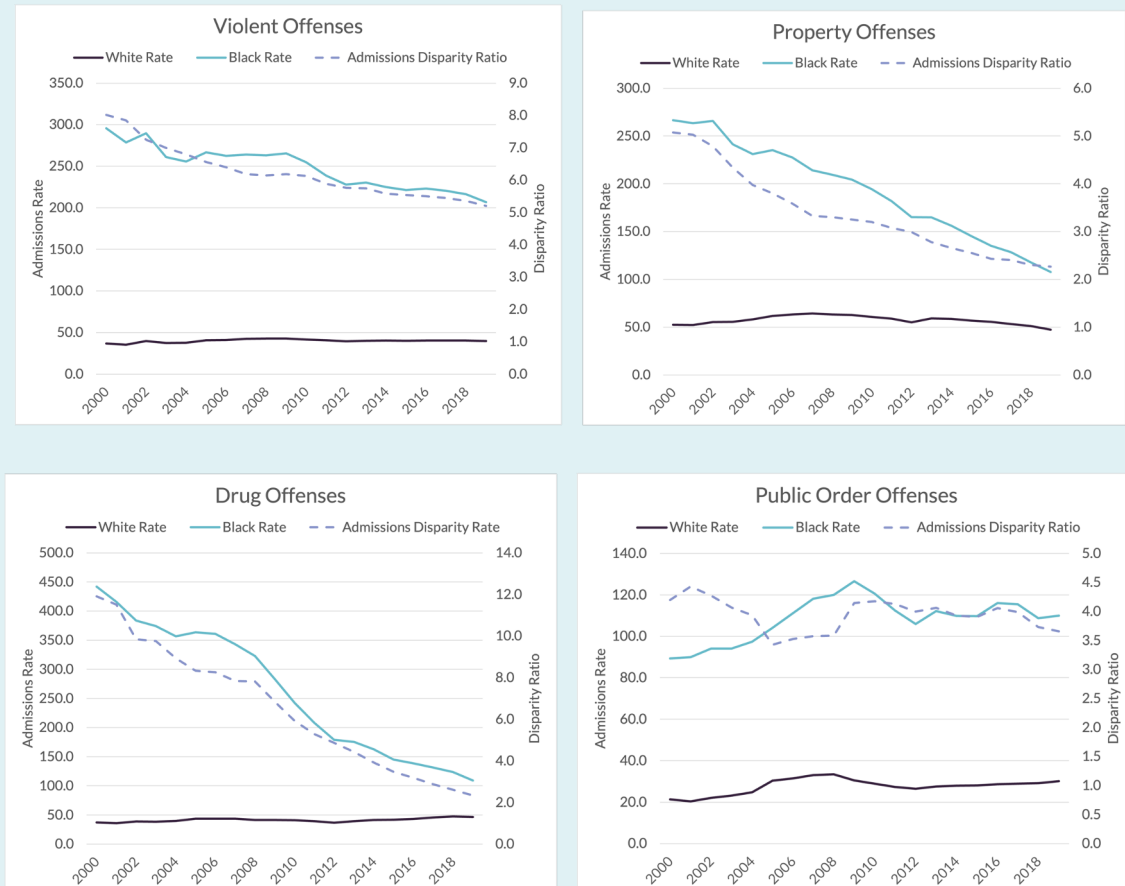 Violent Offenses
White Rate Black Rate Admissions Disparity Ratio
350.0 9.0
300.0 8.0
250.0 7.0
200.0 6.0
150.0 5.0
100.0 4.0
50.0 3.0
0.0 2.0
1.0
0.0
Admissions Rate
Disparity Ratio
2000 2002 2004 2006 2008 2010 2012 2014 2016 2018
Property Offenses
White Rate Black Rate Admissions Disparity Ratio
300.0 6.0
250.0 5.0
200.0 4.0
150.0 3.0
100.0 2.0
50.0 1.0
0.0 0.0
Admissions Rate
Disparity Ratio
2000 2002 2004 2006 2008 2010 2012 2014 2016 2018
Drug Offenses
White Rate Black Rate Admissions Disparity Rate
500.0 14.0
450.0 12.0
400.0 10.0
350.0 8.0
300.0 6.0
250.0 4.0
200.0 2.0
150.0 0.0
100.0
50.0
0.0
Admissions Rate
Disparity Ratio
2000 2002 2004 2006 2008 2010 2012 2014 2016 2018
Public Order Offenses
White Rate Black Rate Admissions Disparity Ratio
140.0 5.0
120.0 4.5
100.0 4.0
80.0 3.5
60.0 3.0
40.0 2.5
20.0 2.0
0.0 1.5
1.0
0.5
0.0
Admissions Rate
Disparity Ratio
2000 2002 2004 2006 2008 2010 2012 2014 2016 2018